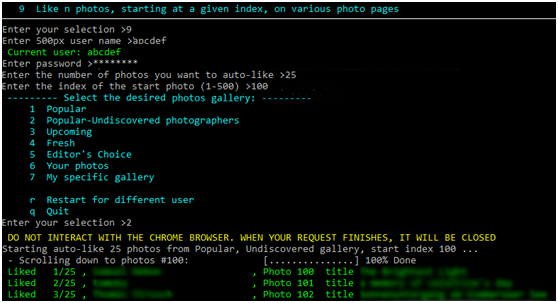 9  Like n photos, starting at a given index, on various photo pages
Enter your selection >9
Enter 500px user name >abcdef
Current user: abcdef
Enter password >********
Enter the number of photos you want to auto-like >25
Enter the index of the start photo (1-500) >100
--------- Select the desired photos gallery: ---------
1  Popular
2  Popular-Undiscovered photographers
3  Upcoming
4  Fresh
5  Editor's Choice
6  Your photos
7  My specific gallery
r  Restart for different user
q  Quit
Enter your selection >2
DO NOT INTERACT WITH THE CHROME BROWSER. WHEN YOUR REQUEST FINISHES, IT WILL BE CLOSED
Starting auto-like 25 photos from Popular, Undiscovered gallery, start index 100 ...
- Scrolling down to photos #100: [..............] 100% Done
Liked 1/25 , , Photo 100 title
Liked 2/25 , , Photo 101 title
Liked 3/25 , , Photo 102 title